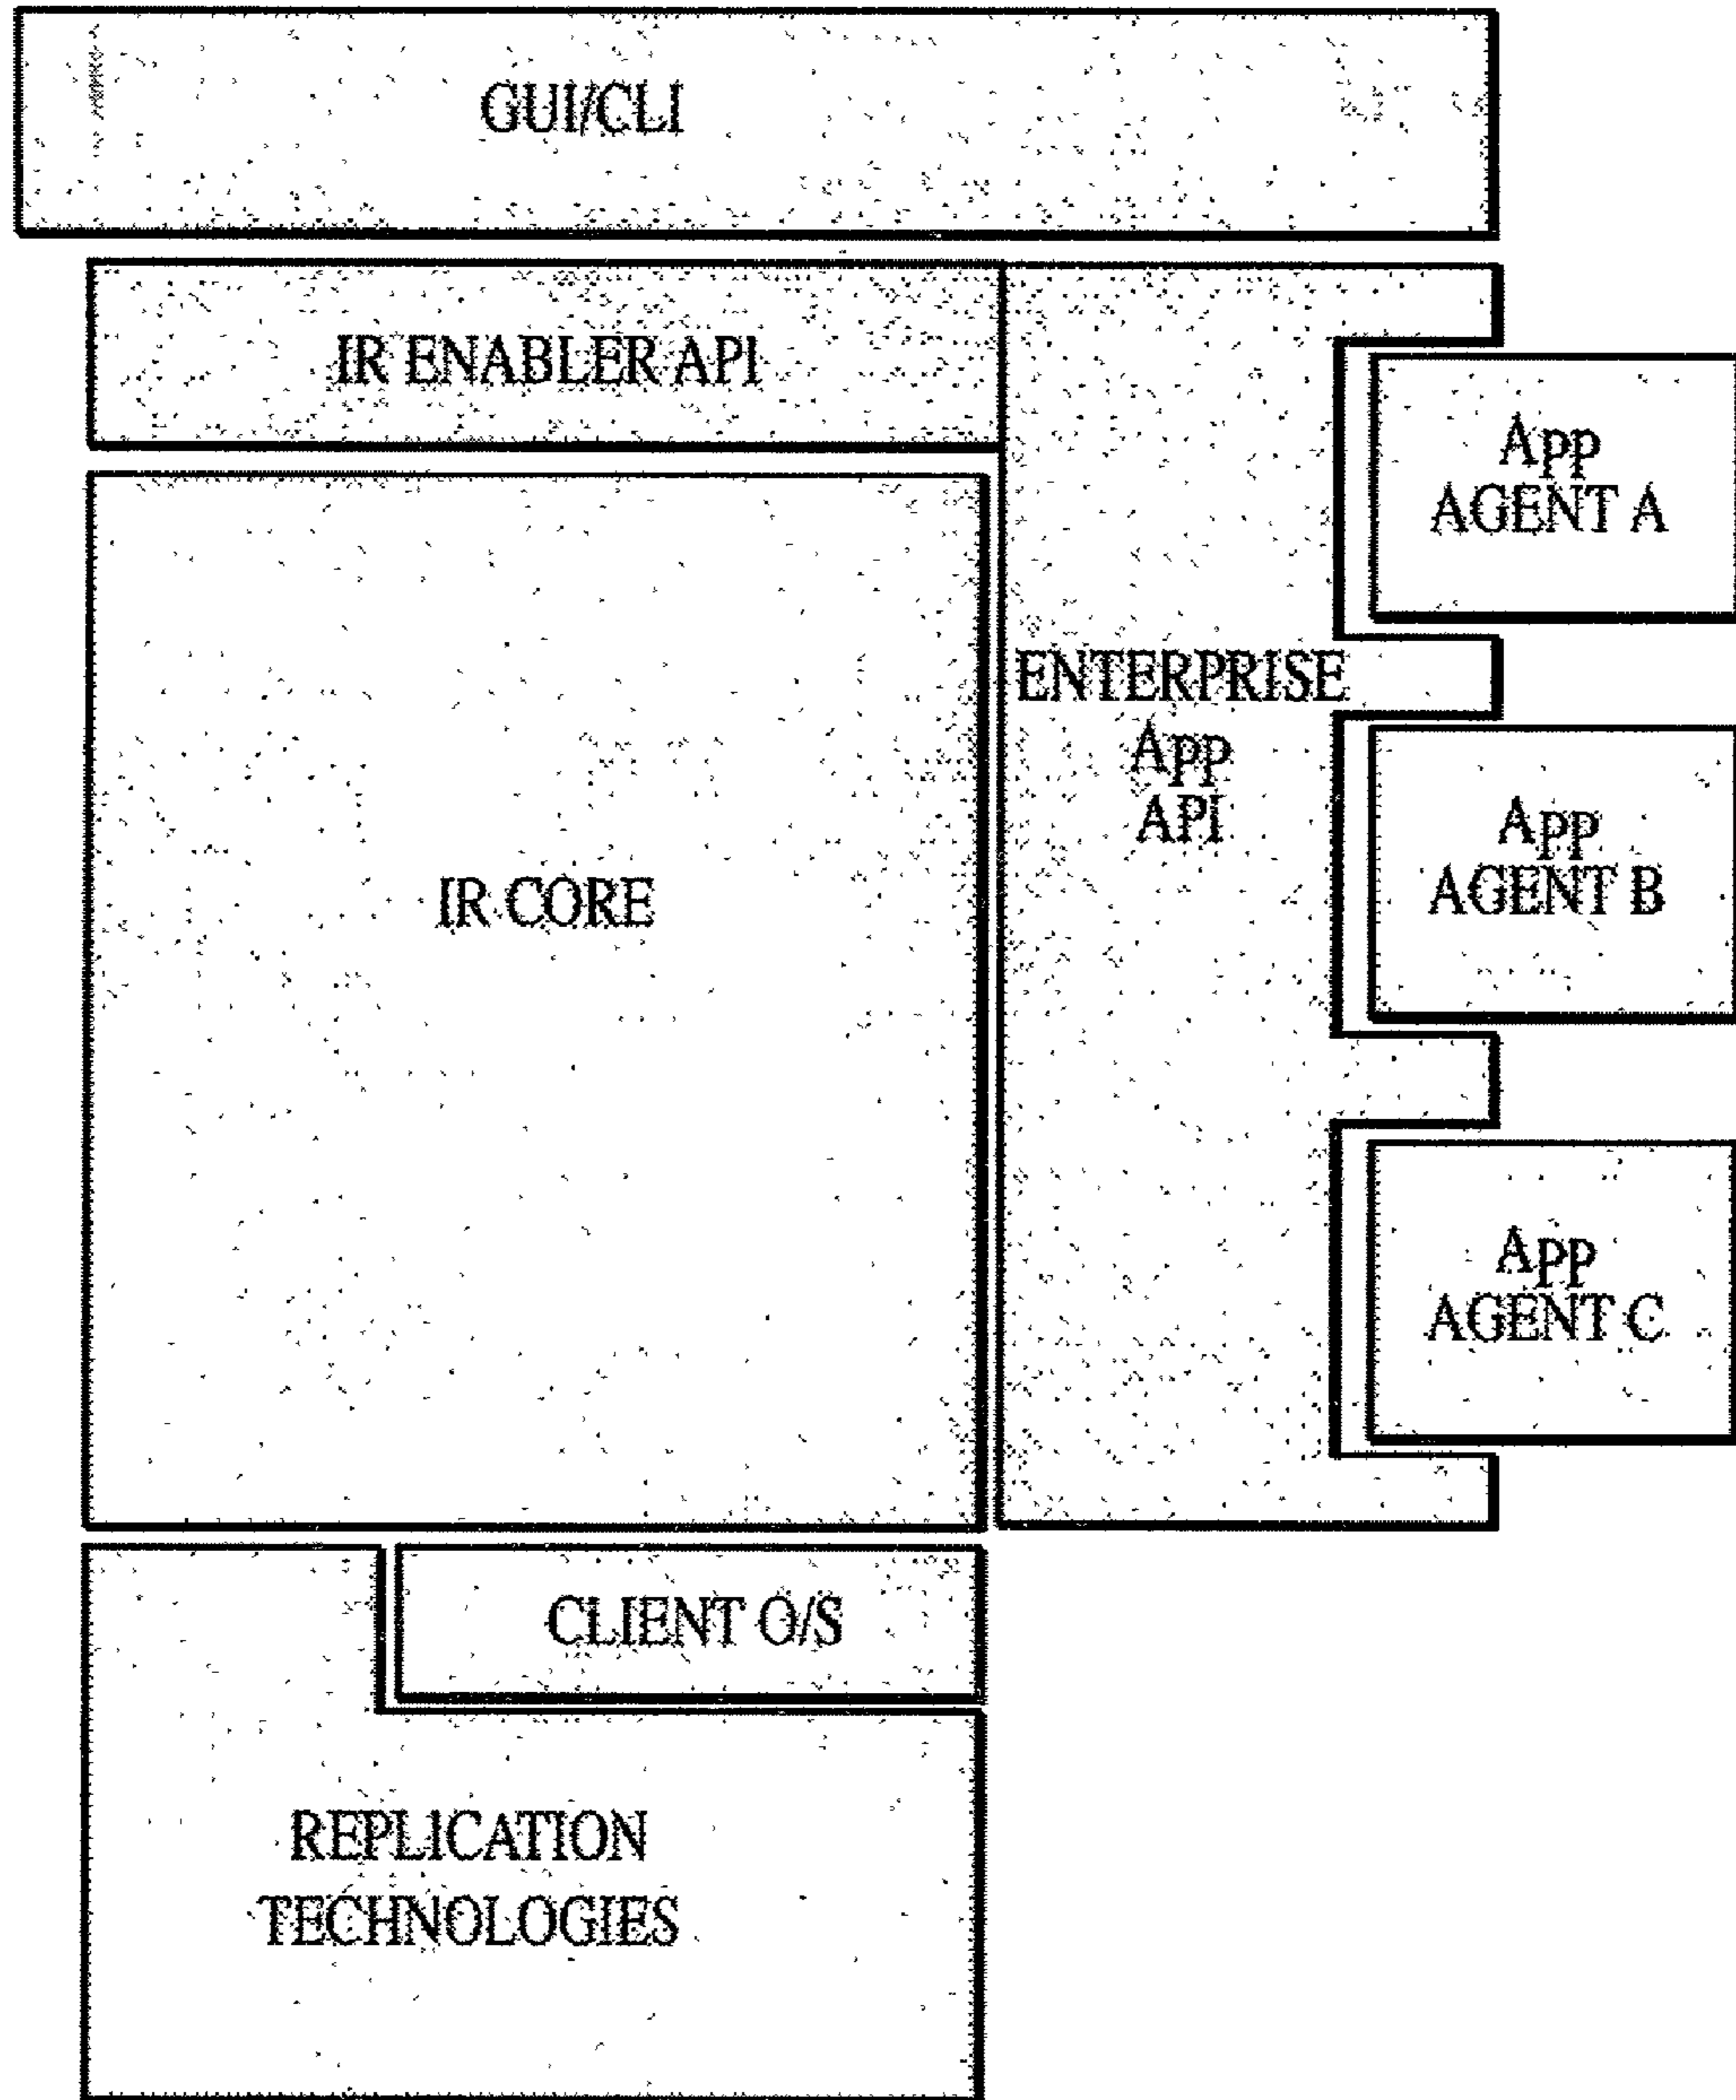 GUI/CLI
IR ENABLER API
APP
AGENT A
ENTERPRISE
APP
API
APP
AGENT B
IR CORE
APP
AGENT C
CLIENT O/S
REPLICATION
TECHNOLOGIES